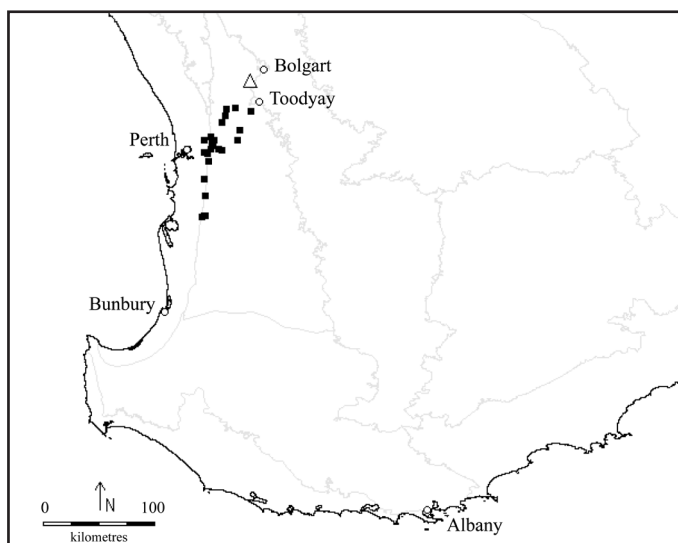 Bolgart
Toodyay
Perth
Bunbury
N
0 100
kilometres
Albany